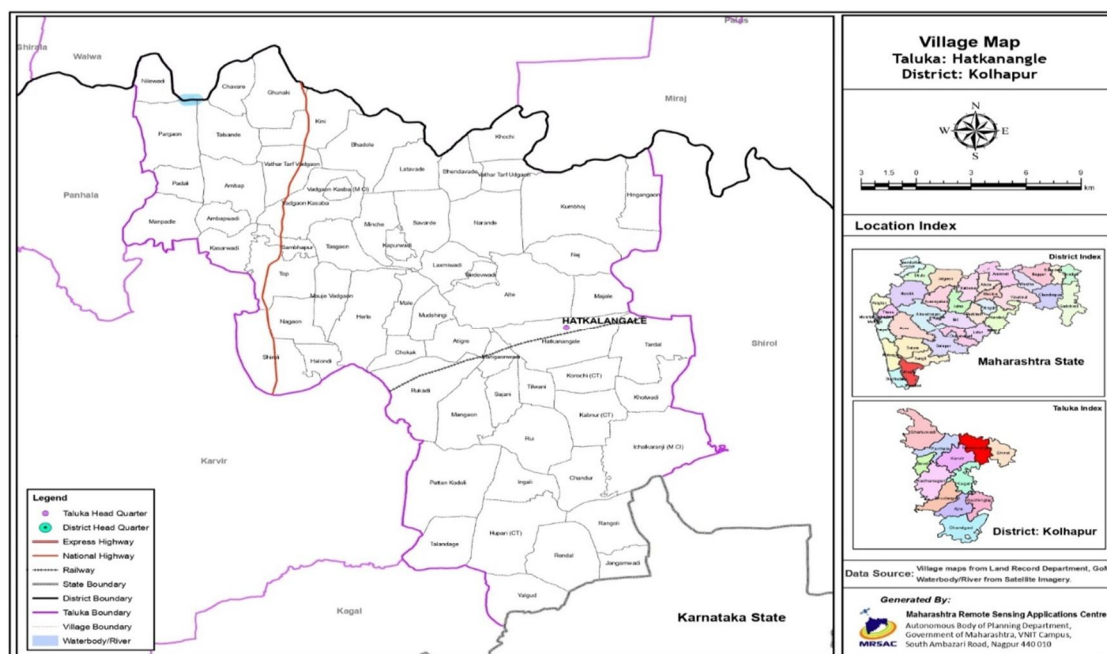 Village Map
Taluka: Hatkanangle
District: Kolhapur
N
W E
S
3 1.5 0 3 6 9
km
Location Index
District Index
Maharashtra State
Taluka Index
District: Kolhapur
Data Source: Village maps from Land Record Department, GoM
Waterbody/River from Satellite Imagery.
Generated By:
Maharashtra Remote Sensing Applications Centre
Autonomous Body of Planning Department,
Government of Maharashtra, VNIT Campus,
South Ambazari Road, Nagpur 440 010
MRSAC
Shirala
Walwa
Palus
Miraj
Panhala
Shirol
Karvir
Kagal
Karnataka State
Nilewadi
Chavare
Ghunaki
Kini
Pargaon
Talsande
Bhadole
Khochi
Vathar Tarf Vadgaon
Latavade
Bhendavade
Vathar Tarf Udgaon
Padali
Ambap
Vadgaon Kasba (M Cl)
Hingangaon
Vadgaon Kasaba
Kumbhoj
Manpadle
Ambapwadi
Minche
Savarde
Narande
Kasarwadi
Sambhapur
Tasgaon
Kapurwadi
Nej
Top
Laxmiwadi
Mauje Vadgaon
Male
Alte
Majale
Nagaon
Herle
Mudshingi
HATKALANGALE
Shiroli
Halondi
Chokak
Atigre
Hatkanangale
Tardal
Rukadi
Sajani
Tilwani
Korochi (CT)
Khotwadi
Mangaon
Kabnur (CT)
Rui
Ichalkaranji (M Cl)
Pattan Kodoli
Ingali
Chandur
Talandage
Hupari (CT)
Rangoli
Rendal
Jangamwadi
Yalgud
Legend
Taluka Head Quarter
District Head Quarter
Express Highway
National Highway
Railway
State Boundary
District Boundary
Taluka Boundary
Village Boundary
Waterbody/River